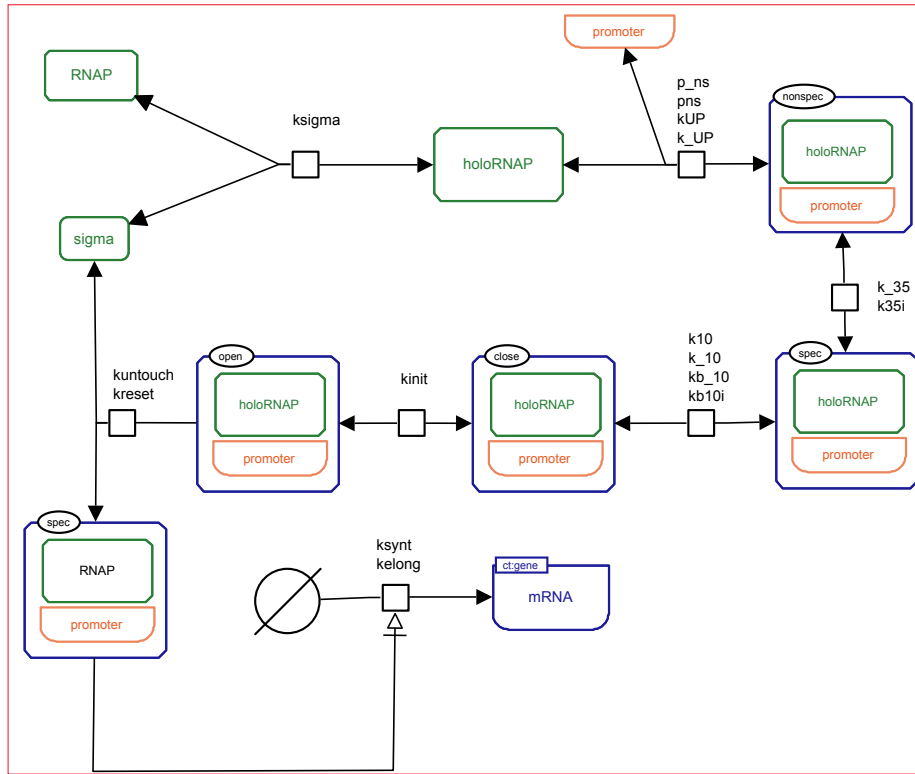 promoter
RNAP
p_ns
pns
kUP
k_UP
nonspec
ksigma
holoRNAP
holoRNAP
promoter
sigma
k_35
k35i
open
close
k10
k_10
kb_10
kb10i
spec
kuntouch
kreset
kinit
holoRNAP
holoRNAP
holoRNAP
promoter
promoter
promoter
spec
ksynt
kelong
RNAP
ct:gene
mRNA
promoter